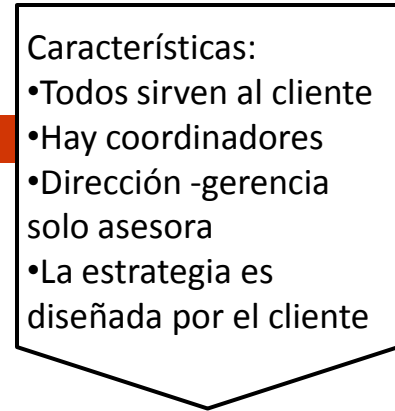 Características:
•Todos sirven al cliente
•Hay coordinadores
•Dirección -gerencia
solo asesora
•La estrategia es
diseñada por el cliente